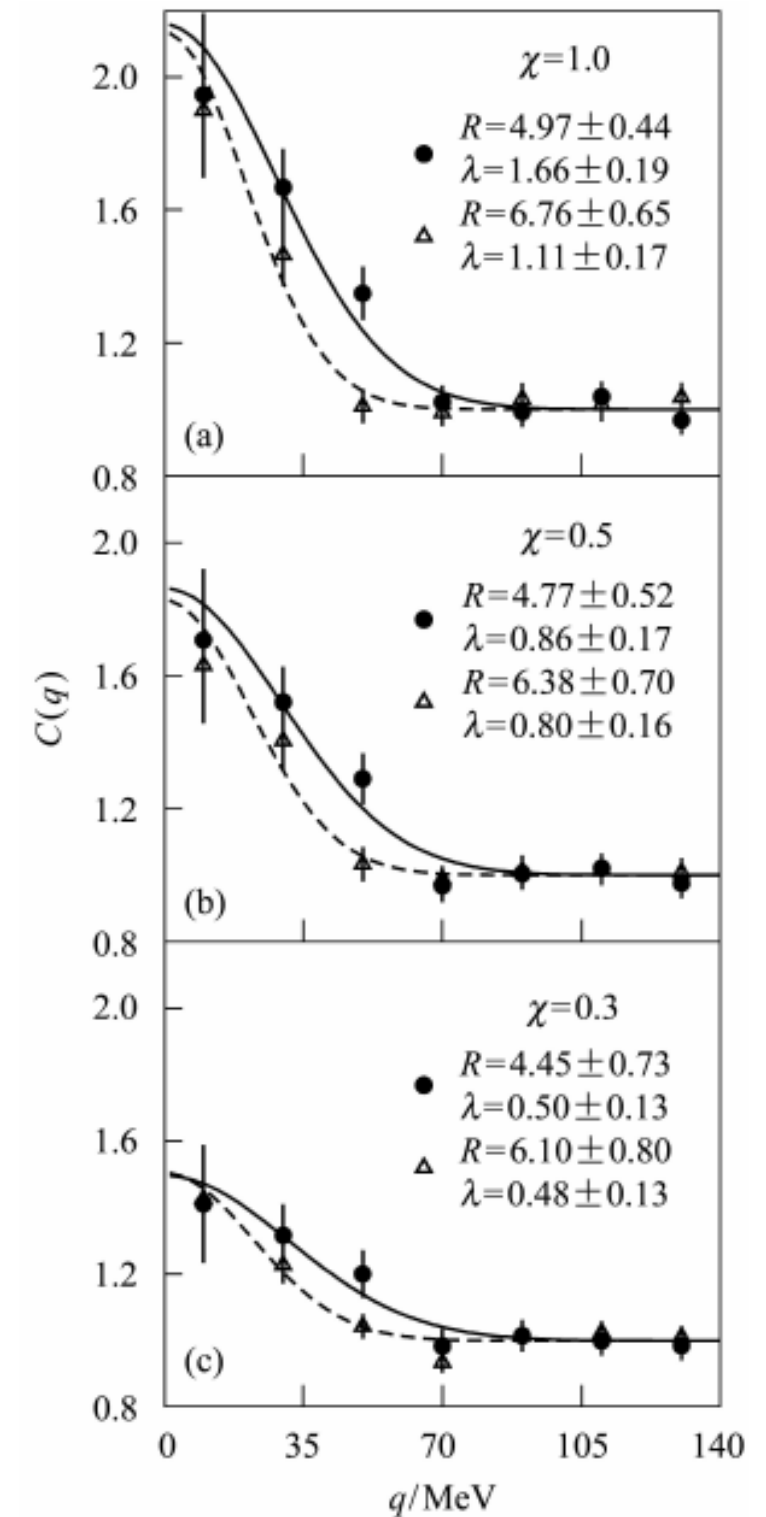 2.0
1.6
1.2
0.8
χ=1.0
R=4.97±0.44
λ=1.66±0.19
R=6.76±0.65
λ=1.11±0.17
(a)
2.0
1.6
1.2
0.8
χ=0.5
R=4.77±0.52
λ=0.86±0.17
R=6.38±0.70
λ=0.80±0.16
(b)
C(q)
2.0
1.6
1.2
0.8
χ=0.3
R=4.45±0.73
λ=0.50±0.13
R=6.10±0.80
λ=0.48±0.13
(c)
0 35 70 105 140
q/MeV